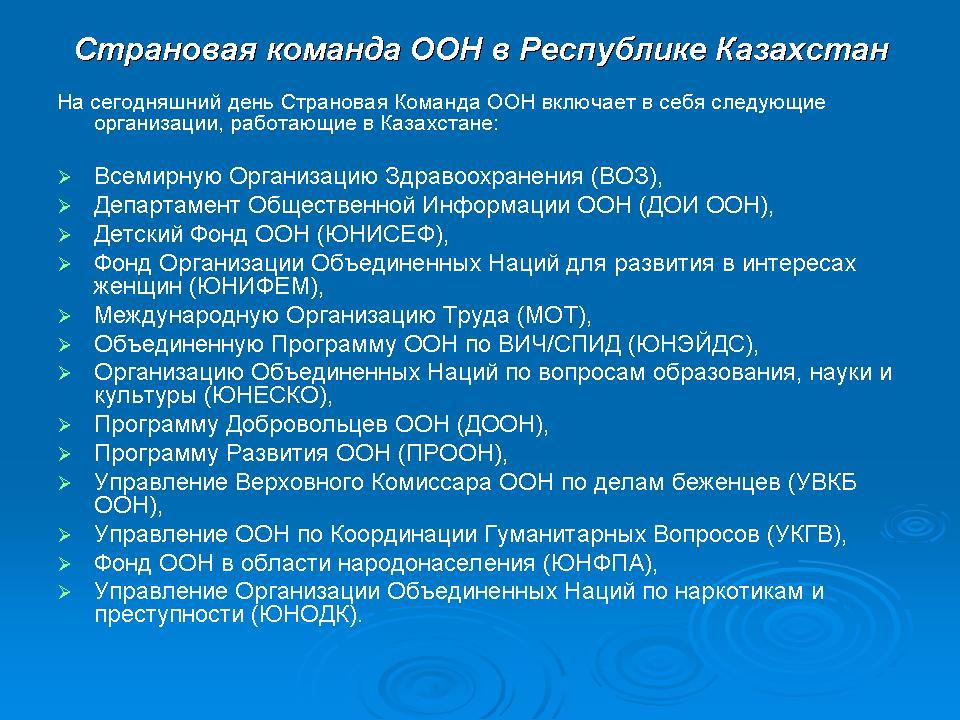 Страновая команда ООН в Республике Казахстан
На сегодняшний день Страновая Команда ООН включает в себя следующие
организации, работающие в Казахстане:
Всемирную Организацию Здравоохранения (ВОЗ),
Департамент Общественной Информации ООН (ДОИ ООН),
Детский Фонд ООН (ЮНИСЕФ),
Фонд Организации Объединенных Наций для развития в интересах
женщин (ЮНИФЕМ),
Международную Организацию Труда (МОТ),
Объединенную Программу ООН по ВИЧ/СПИД (ЮНЭЙДС),
Организацию Объединенных Наций по вопросам образования, науки и
культуры (ЮНЕСКО),
Программу Добровольцев ООН (ДООН),
Программу Развития ООН (ПРООН),
Управление Верховного Комиссара ООН по делам беженцев (УВКБ
ООН),
Управление ООН по Координации Гуманитарных Вопросов (УКГВ),
Фонд ООН в области народонаселения (ЮНФПА),
Управление Организации Объединенных Наций по наркотикам и
преступности (ЮНОДК).